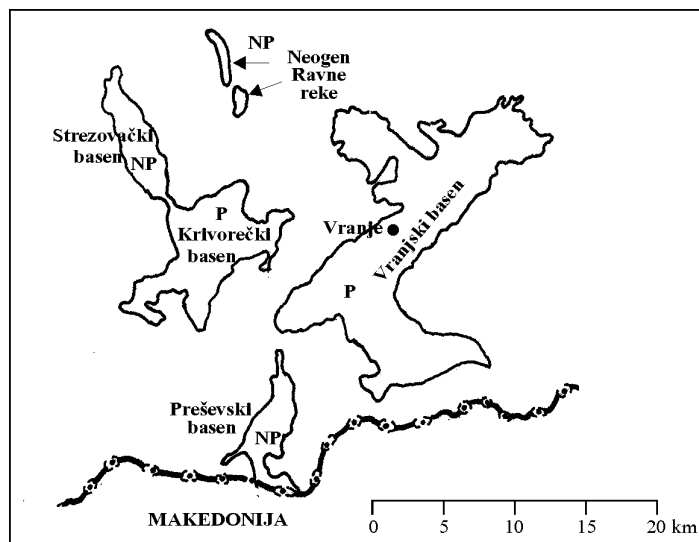 NP
Neogen
Ravne
reke
Strezovački
basen
NP
P
Krivorečki
basen
Vranje
Vranjski basen
P
Preševski
basen
NP
MAKEDONIJA
0 5 10 15 20 km